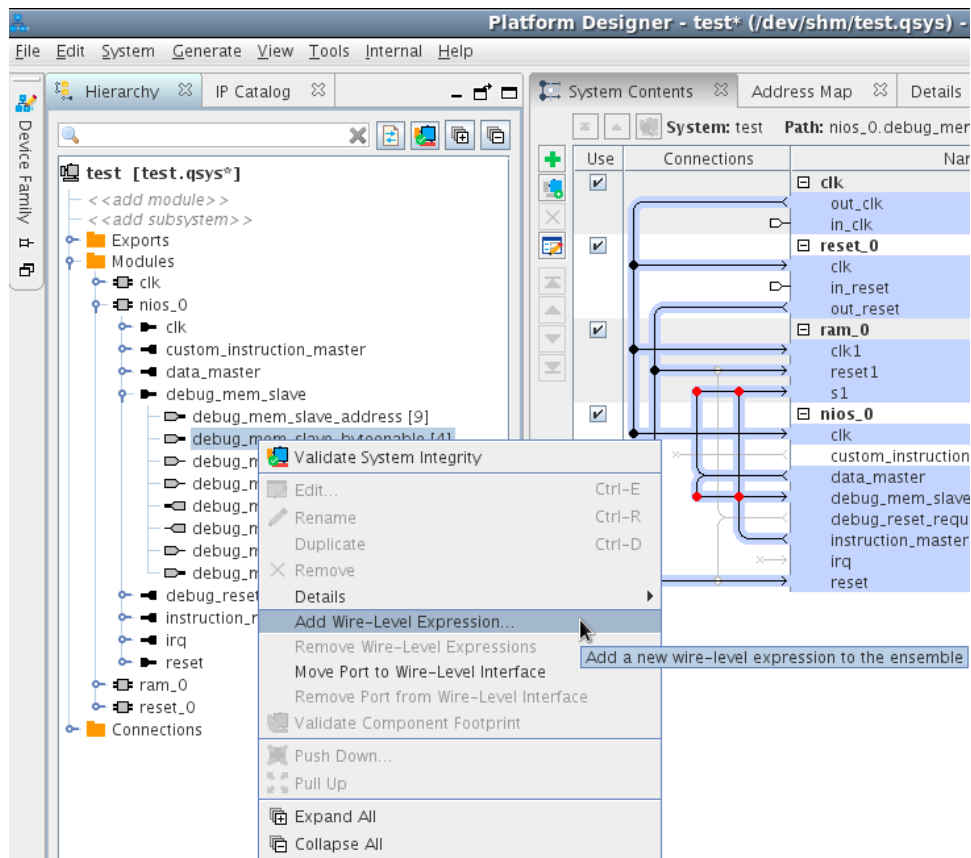 Platform Designer - test* (/dev/shm/test.qsys) -
File Edit System Generate View Tools Internal Help
Device Family
Hierarchy
IP Catalog
test [test.qsys*]
<<add module>>
<<add subsystem>>
Exports
Modules
clk
nios_0
clk
custom_instruction_master
data_master
debug_mem_slave
debug_mem_slave_address [9]
debug_mem_slave_byteenable [4]
debug_m
debug_m
debug_m
debug_m
debug_m
debug_m
debug_reset
instruction_r
irq
reset
ram_0
reset_0
Connections
Validate System Integrity
Edit... Ctrl-E
Rename Ctrl-R
Duplicate Ctrl-D
Remove
Details
Add Wire-Level Expression...
Remove Wire-Level Expressions
Move Port to Wire-Level Interface
Remove Port from Wire-Level Interface
Validate Component Footprint
Push Down...
Pull Up
Expand All
Collapse All
Add a new wire-level expression to the ensemble
System Contents
Address Map
Details
System: test Path: nios_0.debug_mem
Use Connections Nar
clk
out_clk
in_clk
reset_0
clk
in_reset
out_reset
ram_0
clk1
reset1
s1
nios_0
clk
custom_instruction
data_master
debug_mem_slave
debug_reset_requ
instruction_master
irq
reset